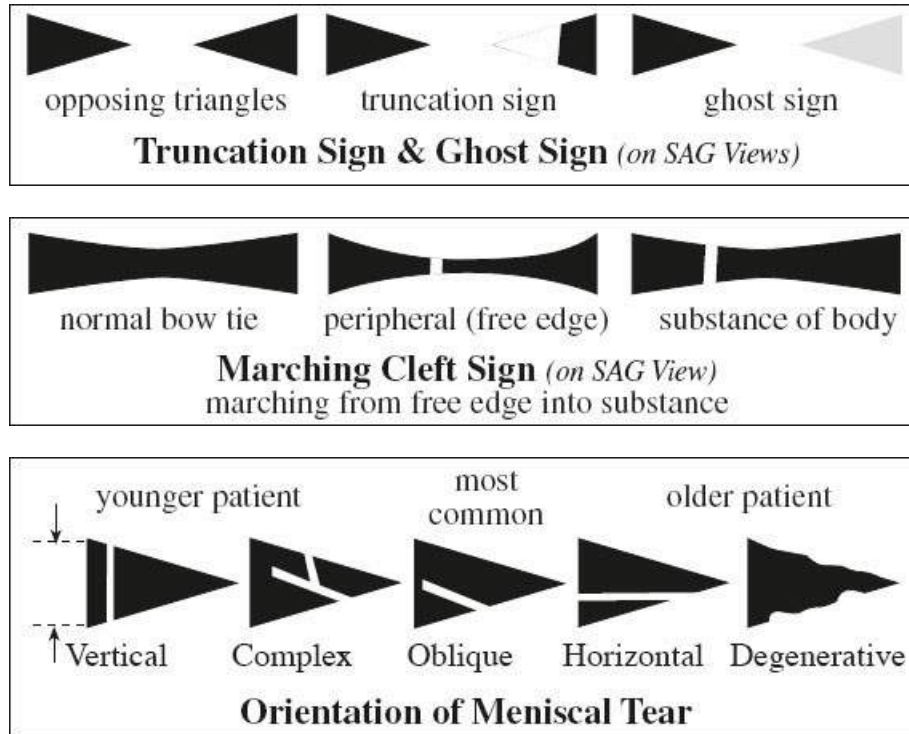 opposing triangles truncation sign ghost sign
Truncation Sign & Ghost Sign (on SAG Views)
normal bow tie peripheral (free edge) substance of body
Marching Cleft Sign (on SAG View)
marching from free edge into substance
younger patient most common older patient
Vertical Complex Oblique Horizontal Degenerative
Orientation of Meniscal Tear